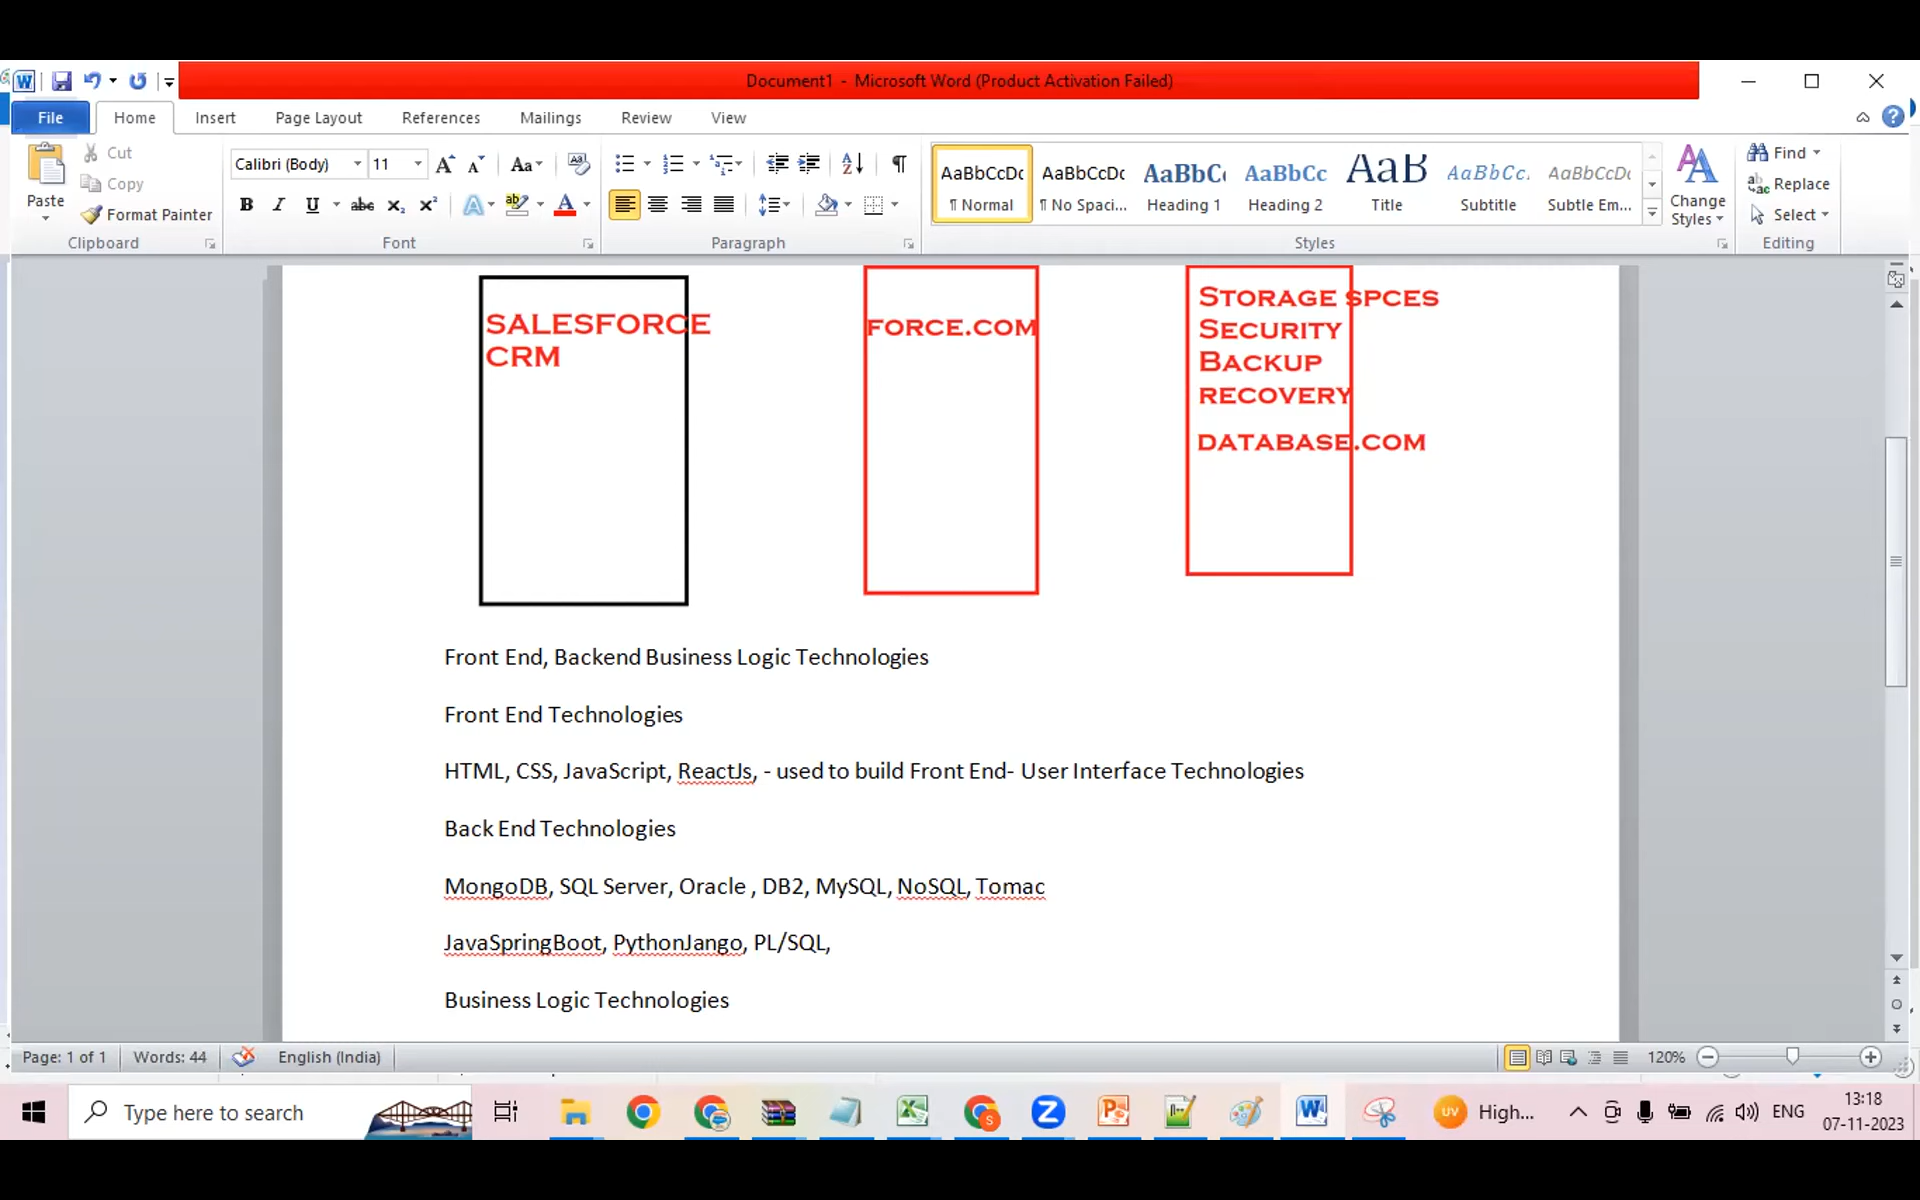 Document1 - Microsoft Word (Product Activation Failed)
File Home Insert Page Layout References Mailings Review View
Paste
Cut
Copy
Format Painter
Clipboard
Calibri (Body) 11
Font
Paragraph
AaBbCcDc AaBbCcDc AaBbC AaBbCc AaB AaBbCc. AaBbCcDc
¶ Normal ¶ No Spaci... Heading 1 Heading 2 Title Subtitle Subtle Em...
Change Styles
Styles
Find
Replace
Select
Editing
SALESFORCE
CRM
FORCE.COM
STORAGE SPCES
SECURITY
BACKUP
RECOVERY
DATABASE.COM
Front End, Backend Business Logic Technologies
Front End Technologies
HTML, CSS, JavaScript, ReactJs, - used to build Front End- User Interface Technologies
Back End Technologies
MongoDB, SQL Server, Oracle , DB2, MySQL, NoSQL, Tomac
JavaSpringBoot, PythonJango, PL/SQL,
Business Logic Technologies
Page: 1 of 1 Words: 44 English (India) 120%
Type here to search
UV High... ENG
13:18
07-11-2023